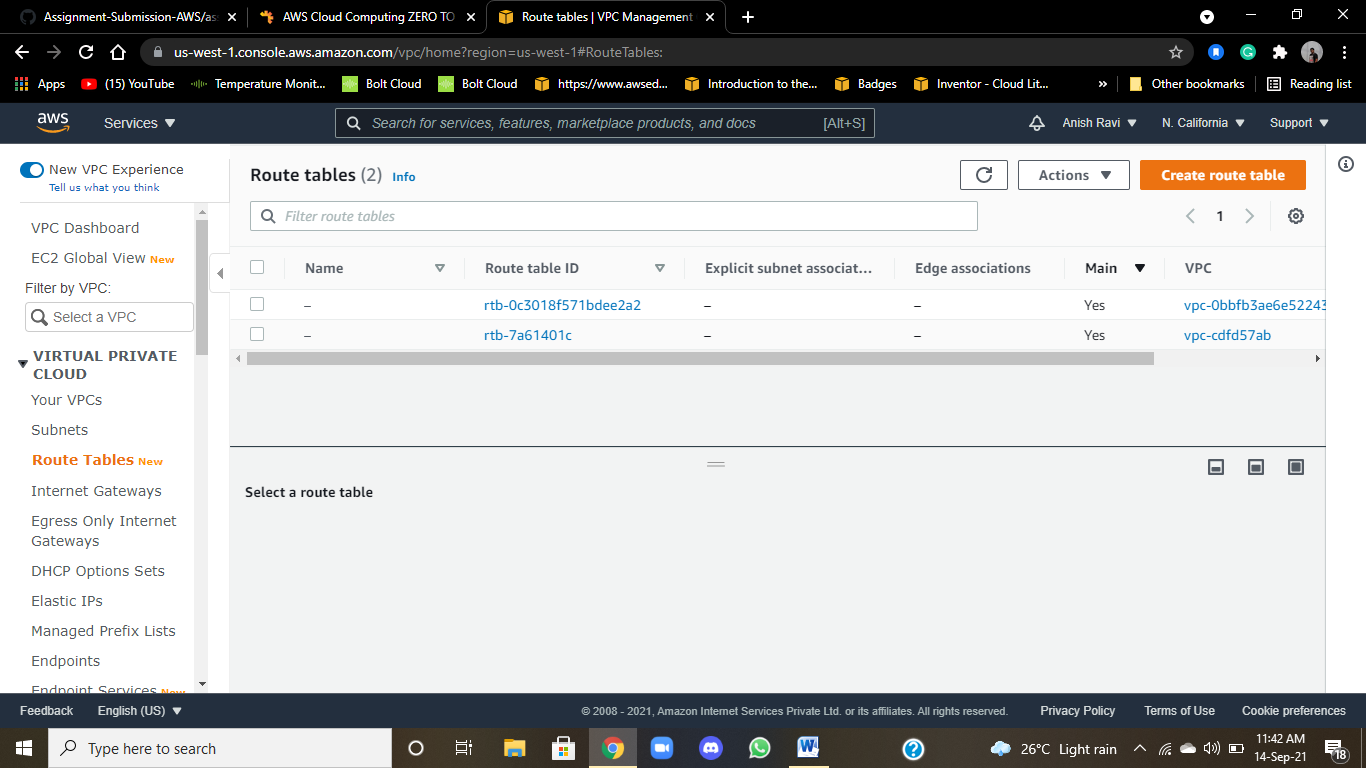 Assignment-Submission-AWS/as
AWS Cloud Computing ZERO TO
Route tables | VPC Management
us-west-1.console.aws.amazon.com/vpc/home?region=us-west-1#RouteTables:
Apps (15) YouTube Temperature Monit... Bolt Cloud Bolt Cloud https://www.awsed... Introduction to the... Badges Inventor - Cloud Lit... » Other bookmarks Reading list
aws Services Search for services, features, marketplace products, and docs [Alt+S] Anish Ravi N. California Support
New VPC Experience
Tell us what you think
VPC Dashboard
EC2 Global View New
Filter by VPC:
Select a VPC
VIRTUAL PRIVATE
CLOUD
Your VPCs
Subnets
Route Tables New
Internet Gateways
Egress Only Internet
Gateways
DHCP Options Sets
Elastic IPs
Managed Prefix Lists
Endpoints
Endpoint Services New
Route tables (2) Info
Actions
Create route table
Filter route tables
1
Name Route table ID Explicit subnet associat... Edge associations Main VPC
– rtb-0c3018f571bdee2a2 – – Yes vpc-0bbfb3ae6e52243
– rtb-7a61401c – – Yes vpc-cdfd57ab
Select a route table
Feedback English (US) © 2008 - 2021, Amazon Internet Services Private Ltd. or its affiliates. All rights reserved. Privacy Policy Terms of Use Cookie preferences
Type here to search
26°C Light rain
11:42 AM
14-Sep-21
18